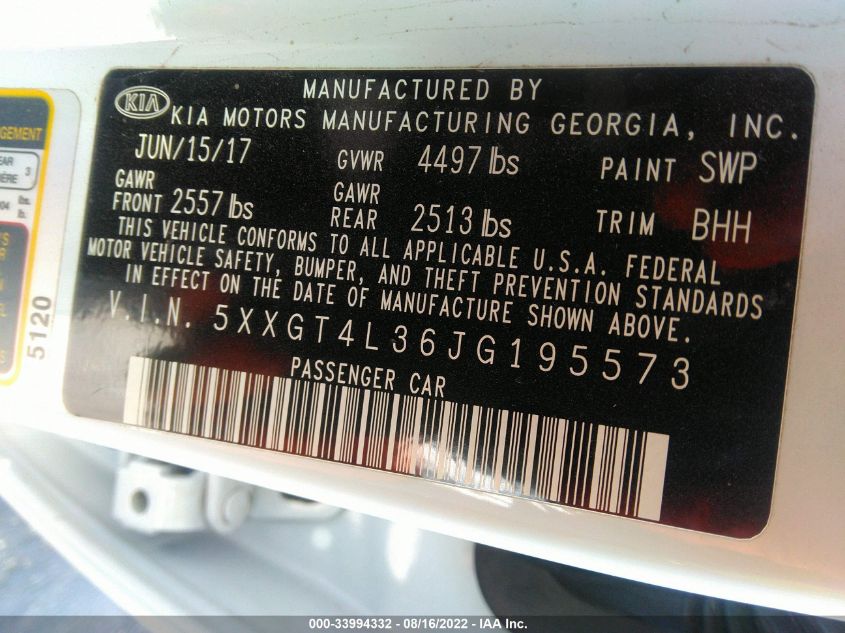 MANUFACTURED BY
KIA KIA MOTORS MANUFACTURING GEORGIA, INC.
JUN/15/17 GVWR 4497 lbs PAINT SWP
GAWR FRONT 2557 lbs GAWR REAR 2513 lbs TRIM BHH
THIS VEHICLE CONFORMS TO ALL APPLICABLE U.S.A. FEDERAL
MOTOR VEHICLE SAFETY, BUMPER, AND THEFT PREVENTION STANDARDS
IN EFFECT ON THE DATE OF MANUFACTURE SHOWN ABOVE.
V.I.N. 5XXGT4L36JG195573
PASSENGER CAR
3
lb.
5120
000-33994332 - 08/16/2022 - IAA Inc.